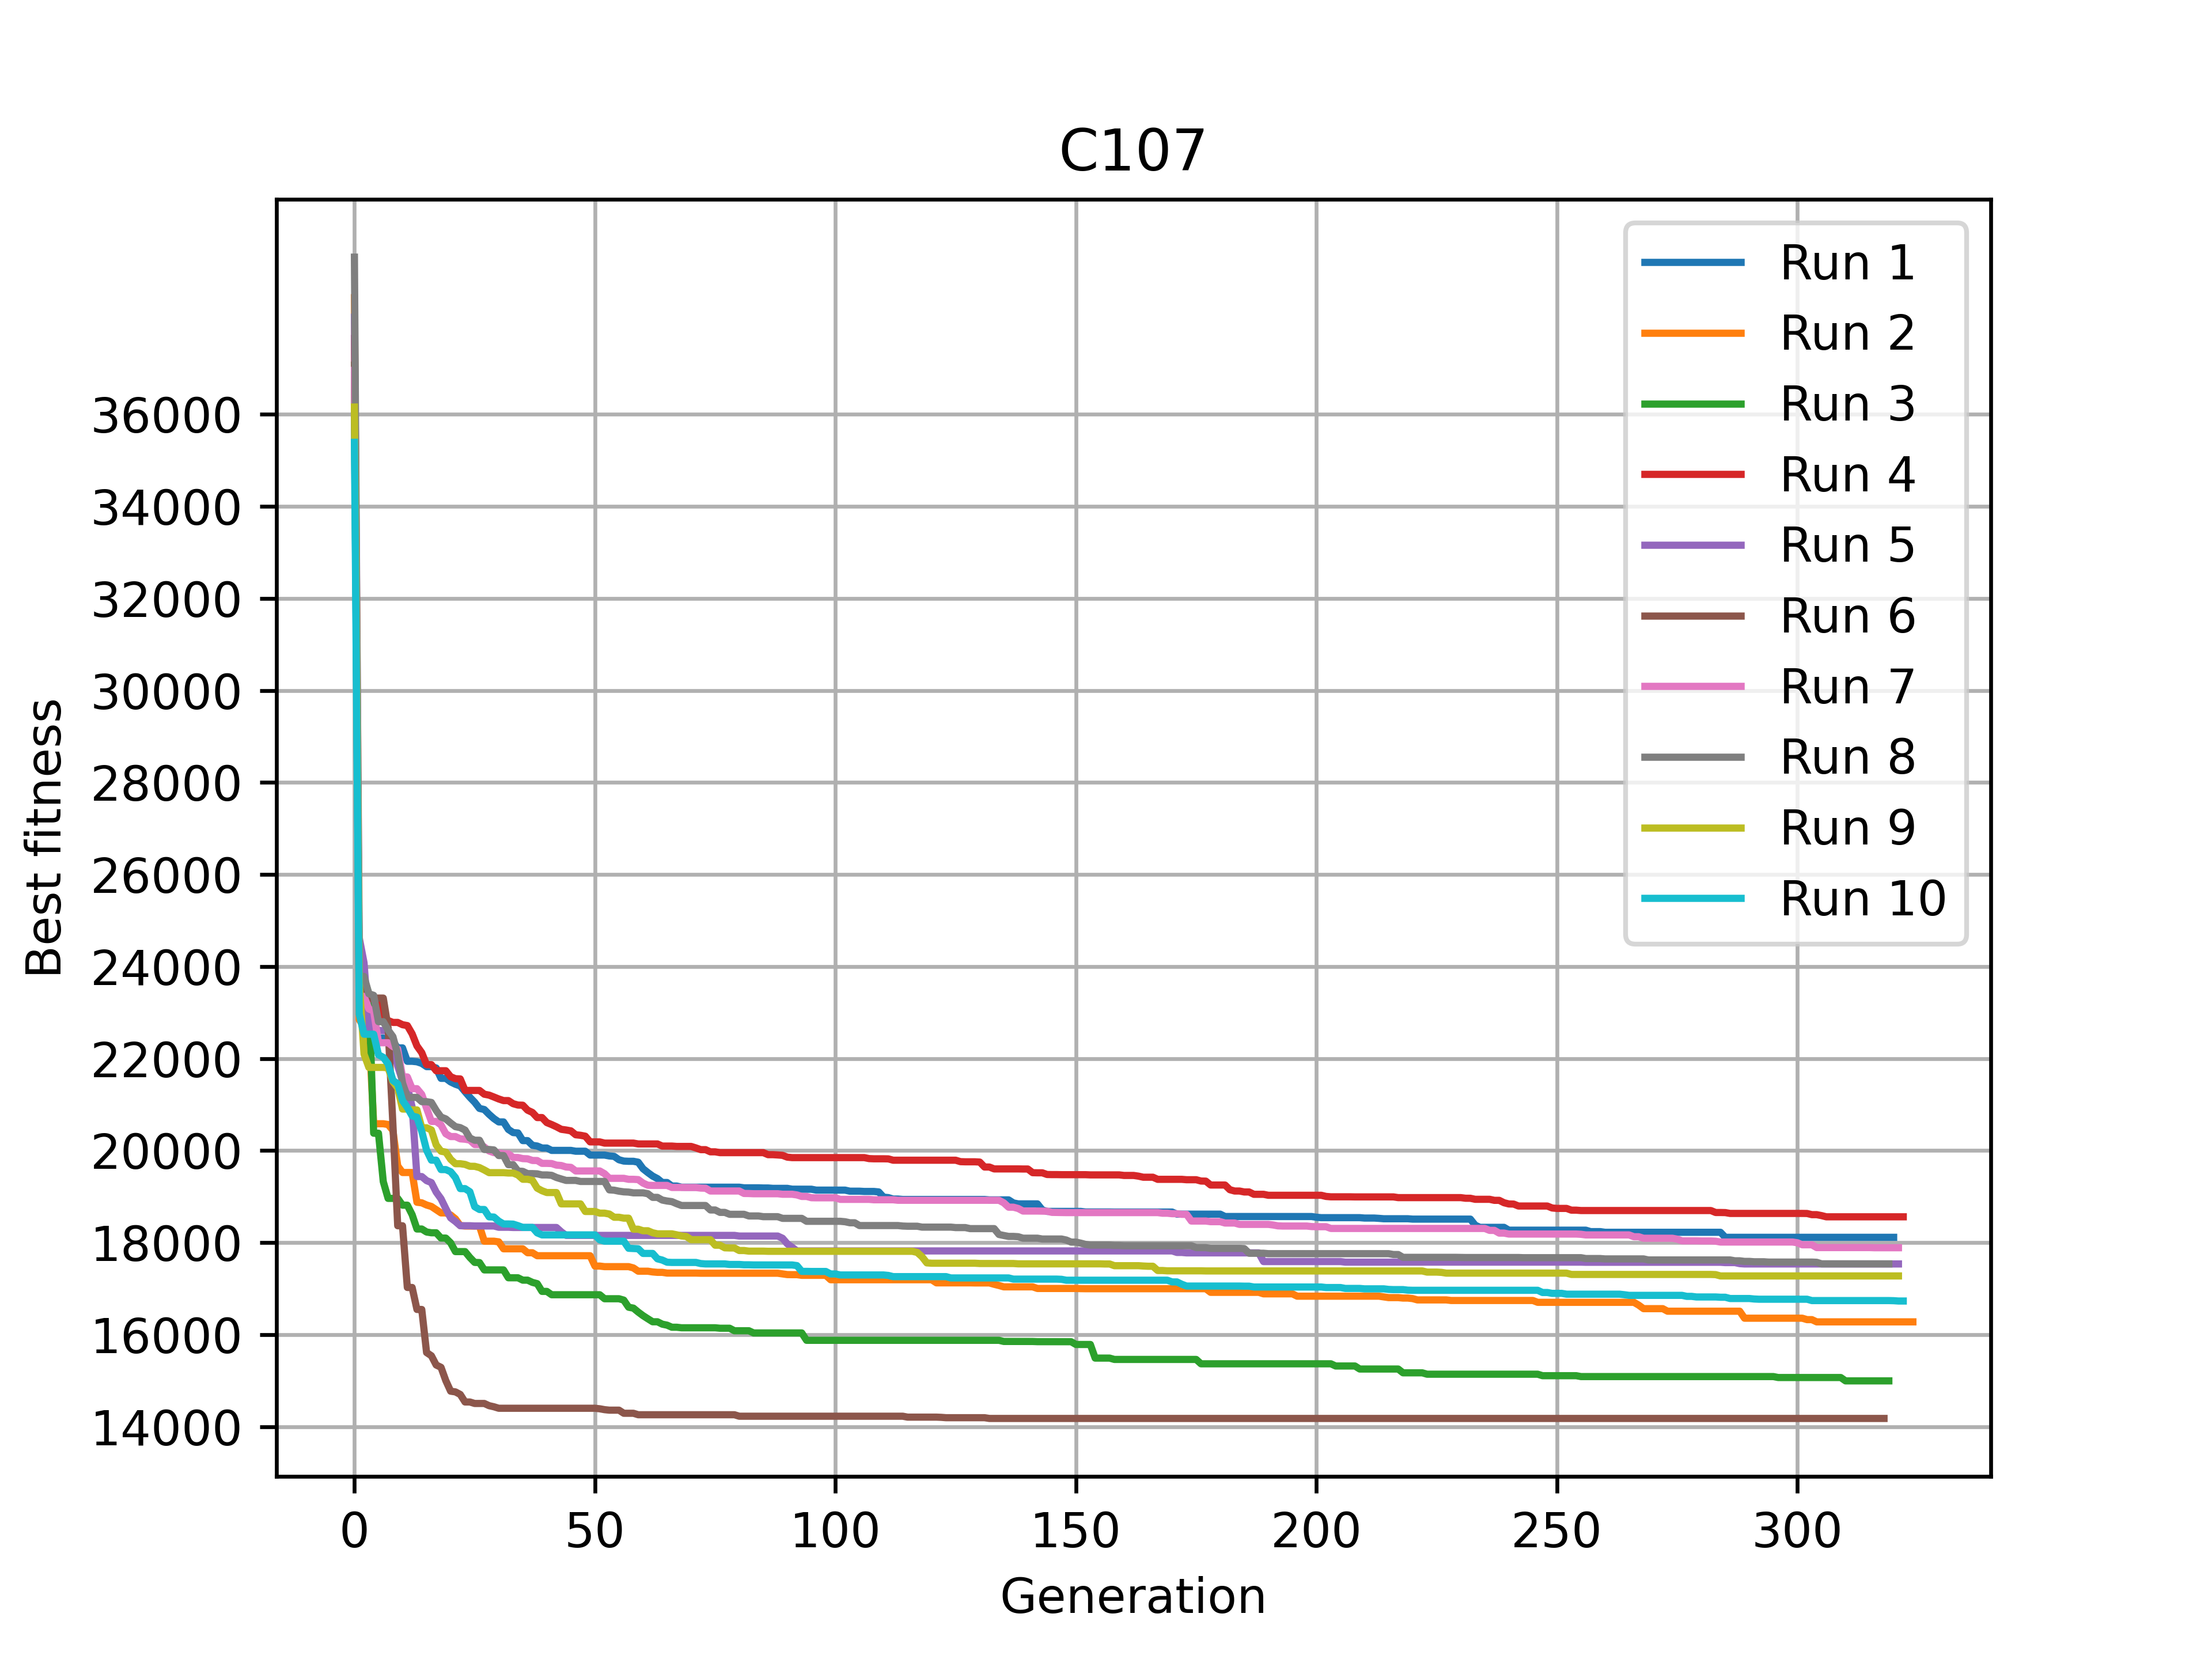 C107
Best fitness
36000
34000
32000
30000
28000
26000
24000
22000
20000
18000
16000
14000
Run 1
Run 2
Run 3
Run 4
Run 5
Run 6
Run 7
Run 8
Run 9
Run 10
0 50 100 150 200 250 300
Generation